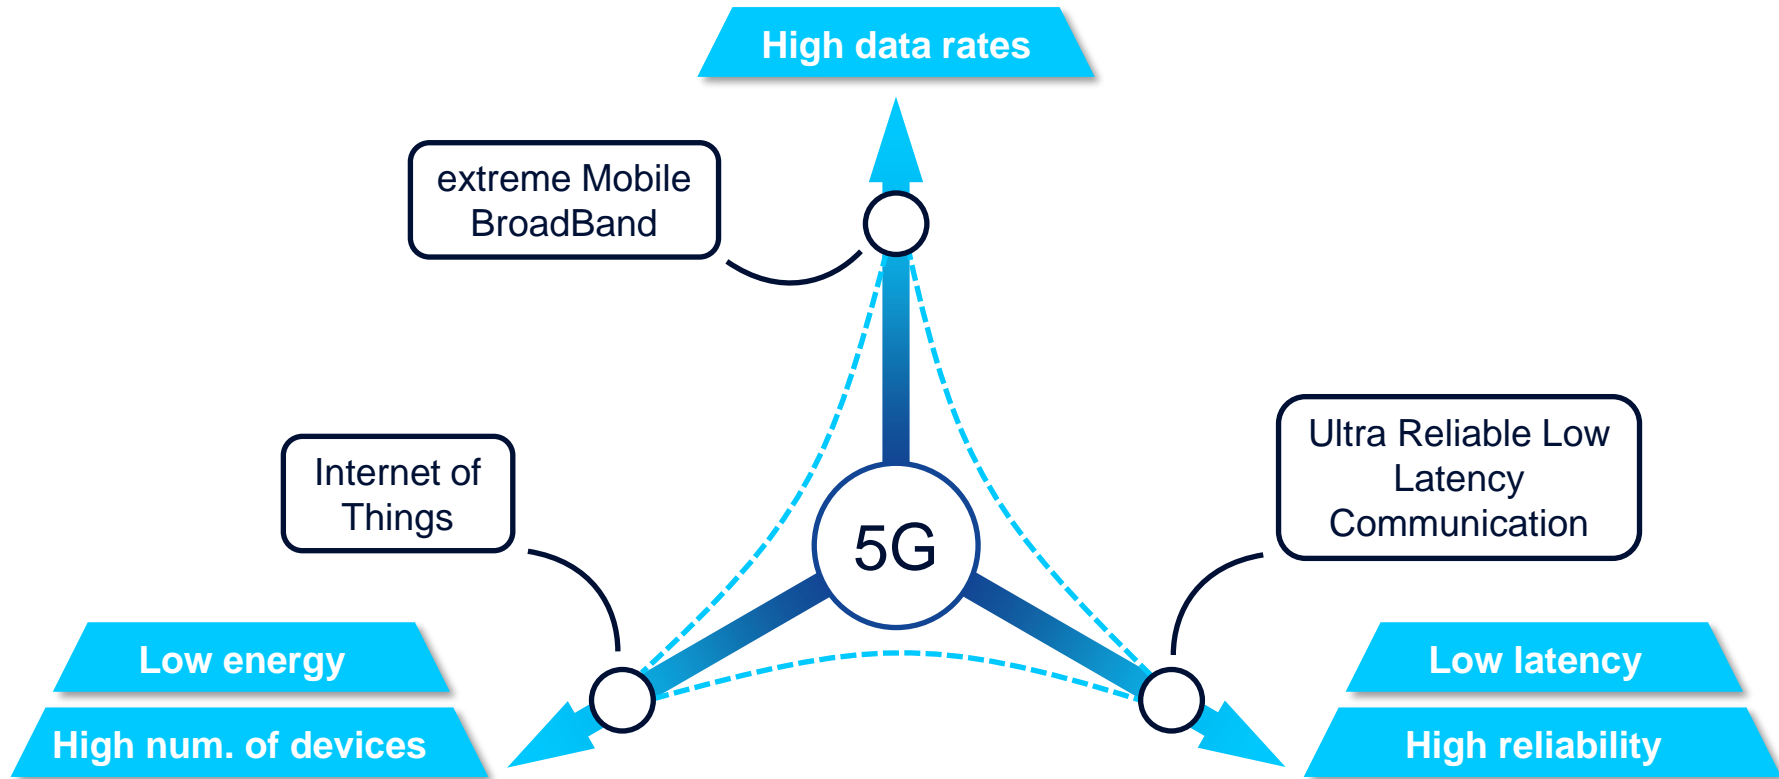 High data rates
extreme Mobile
BroadBand
Internet of
Things
Ultra Reliable Low
Latency
Communication
5G
Low energy
High num. of devices
Low latency
High reliability